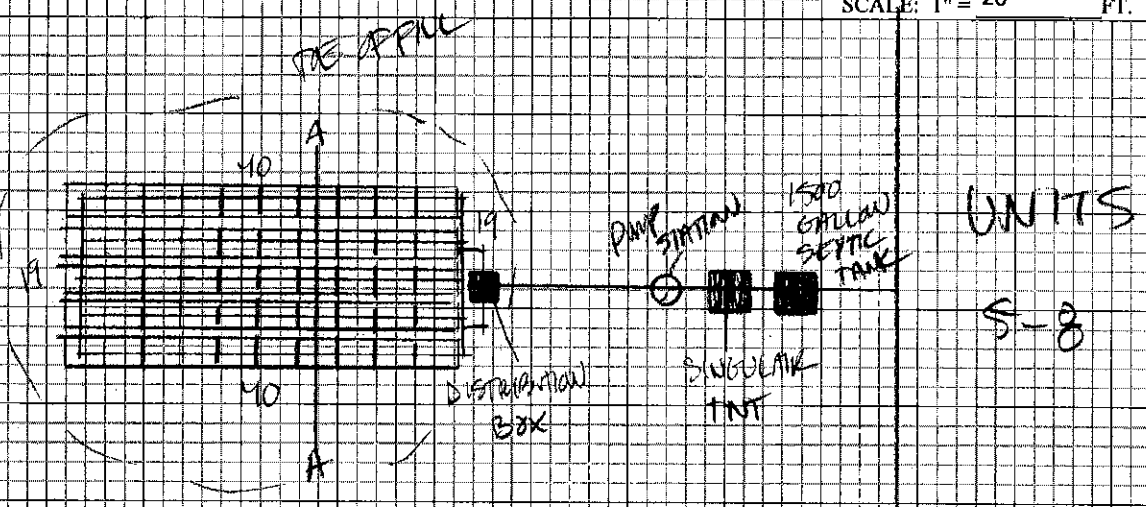 SCALE: 1" = 20 FT.
TOE OF FILL
A
40
19
19
PUMP
STATION
1500
GALLON
SEPTIC
TANK
UNITS
5-8
SINGULAIR
TNT
DISTRIBUTION
BOX
40
A